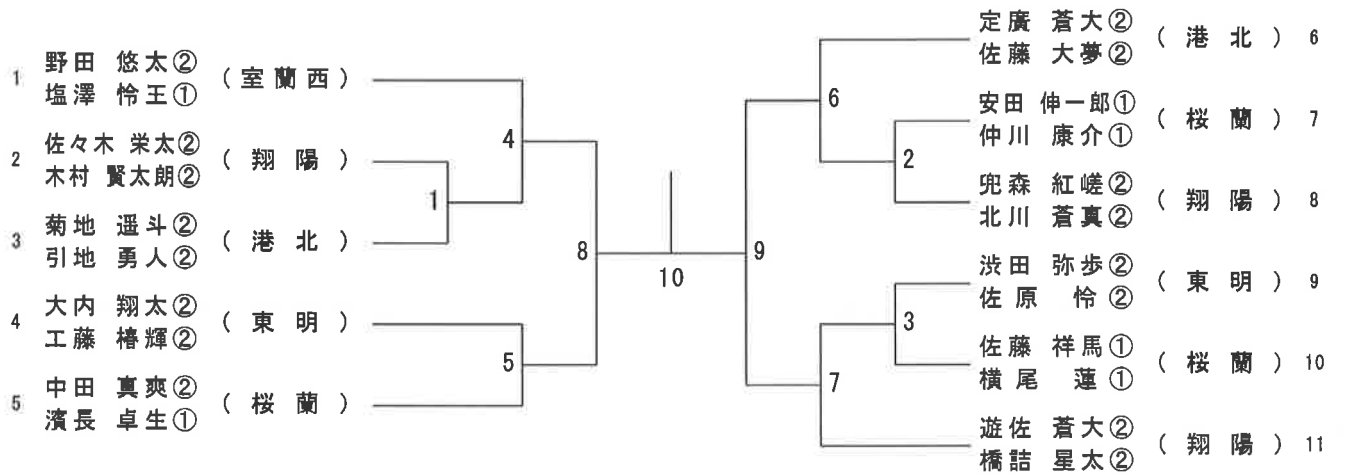 1 野田 悠太② (室蘭西)
塩澤 怜王①
2 佐々木 栄太② (翔陽)
木村 賢太朗②
3 菊地 遥斗② (港北)
引地 勇人②
4 大内 翔太② (東明)
工藤 椿輝②
5 中田 真爽② (桜蘭)
濱長 卓生①
1
4
5
8
10
9
6
2
3
7
定廣 蒼大② (港北) 6
佐藤 大夢②
安田 伸一郎① (桜蘭) 7
仲川 康介①
兜森 紅嵯② (翔陽) 8
北川 蒼真②
渋田 弥歩② (東明) 9
佐原 怜②
佐藤 祥馬① (桜蘭) 10
横尾 蓮①
遊佐 蒼大② (翔陽) 11
橋詰 星太②